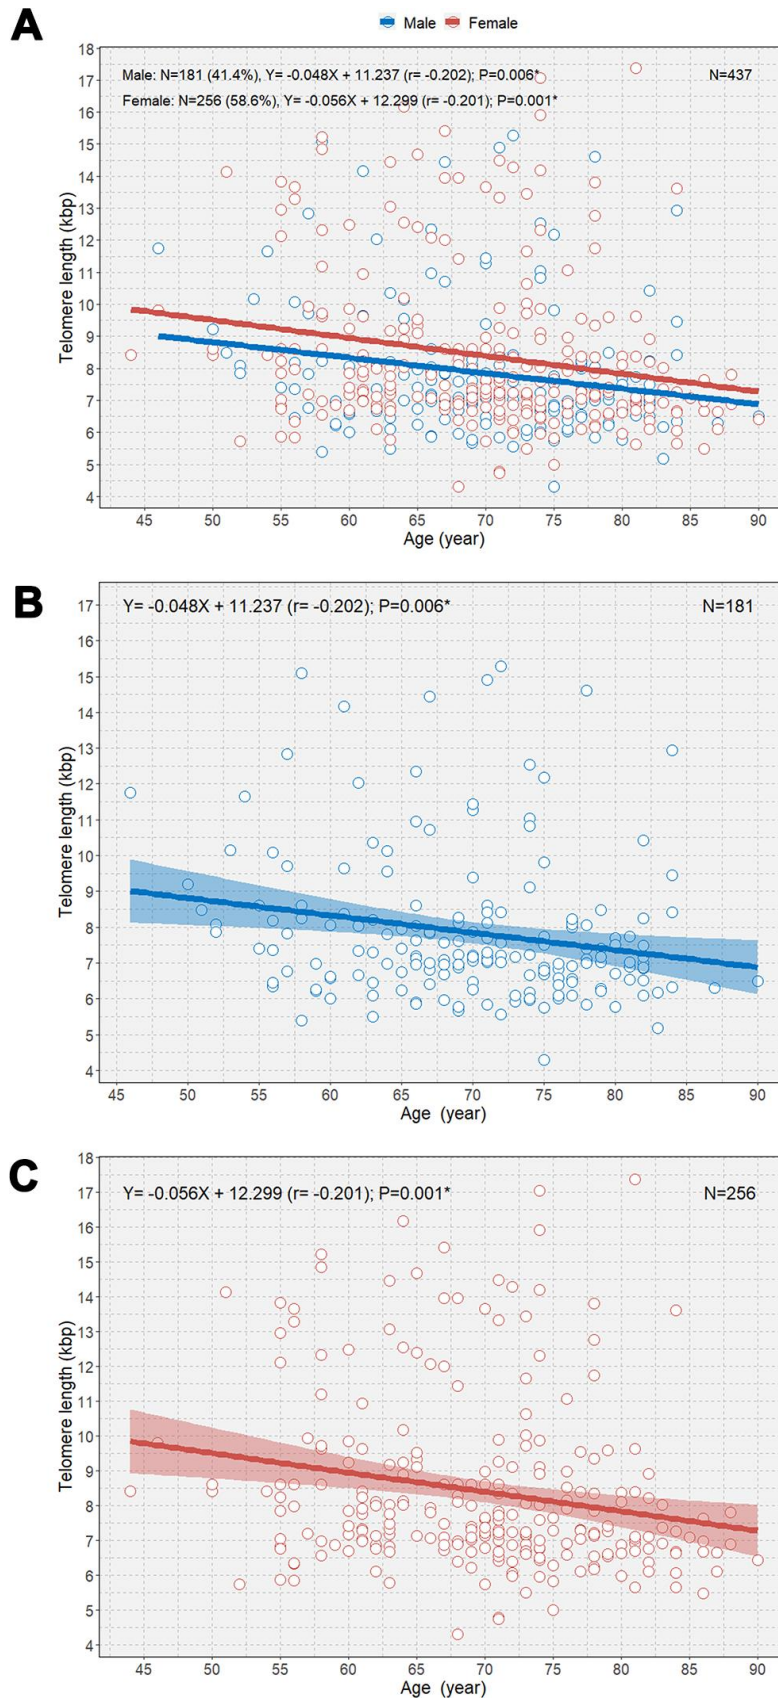 A
Male Female
Male: N=181 (41.4%), Y= -0.048X + 11.237 (r= -0.202); P=0.006*
N=437
Female: N=256 (58.6%), Y= -0.056X + 12.299 (r= -0.201); P=0.001*
18
17
16
15
14
13
12
11
10
9
8
7
6
5
4
Telomere length (kbp)
45 50 55 60 65 70 75 80 85 90
Age (year)
B
Y= -0.048X + 11.237 (r= -0.202); P=0.006*
N=181
17
16
15
14
13
12
11
10
9
8
7
6
5
4
Telomere length (kbp)
45 50 55 60 65 70 75 80 85 90
Age (year)
C
Y= -0.056X + 12.299 (r= -0.201); P=0.001*
N=256
18
17
16
15
14
13
12
11
10
9
8
7
6
5
4
Telomere length (kbp)
45 50 55 60 65 70 75 80 85 90
Age (year)